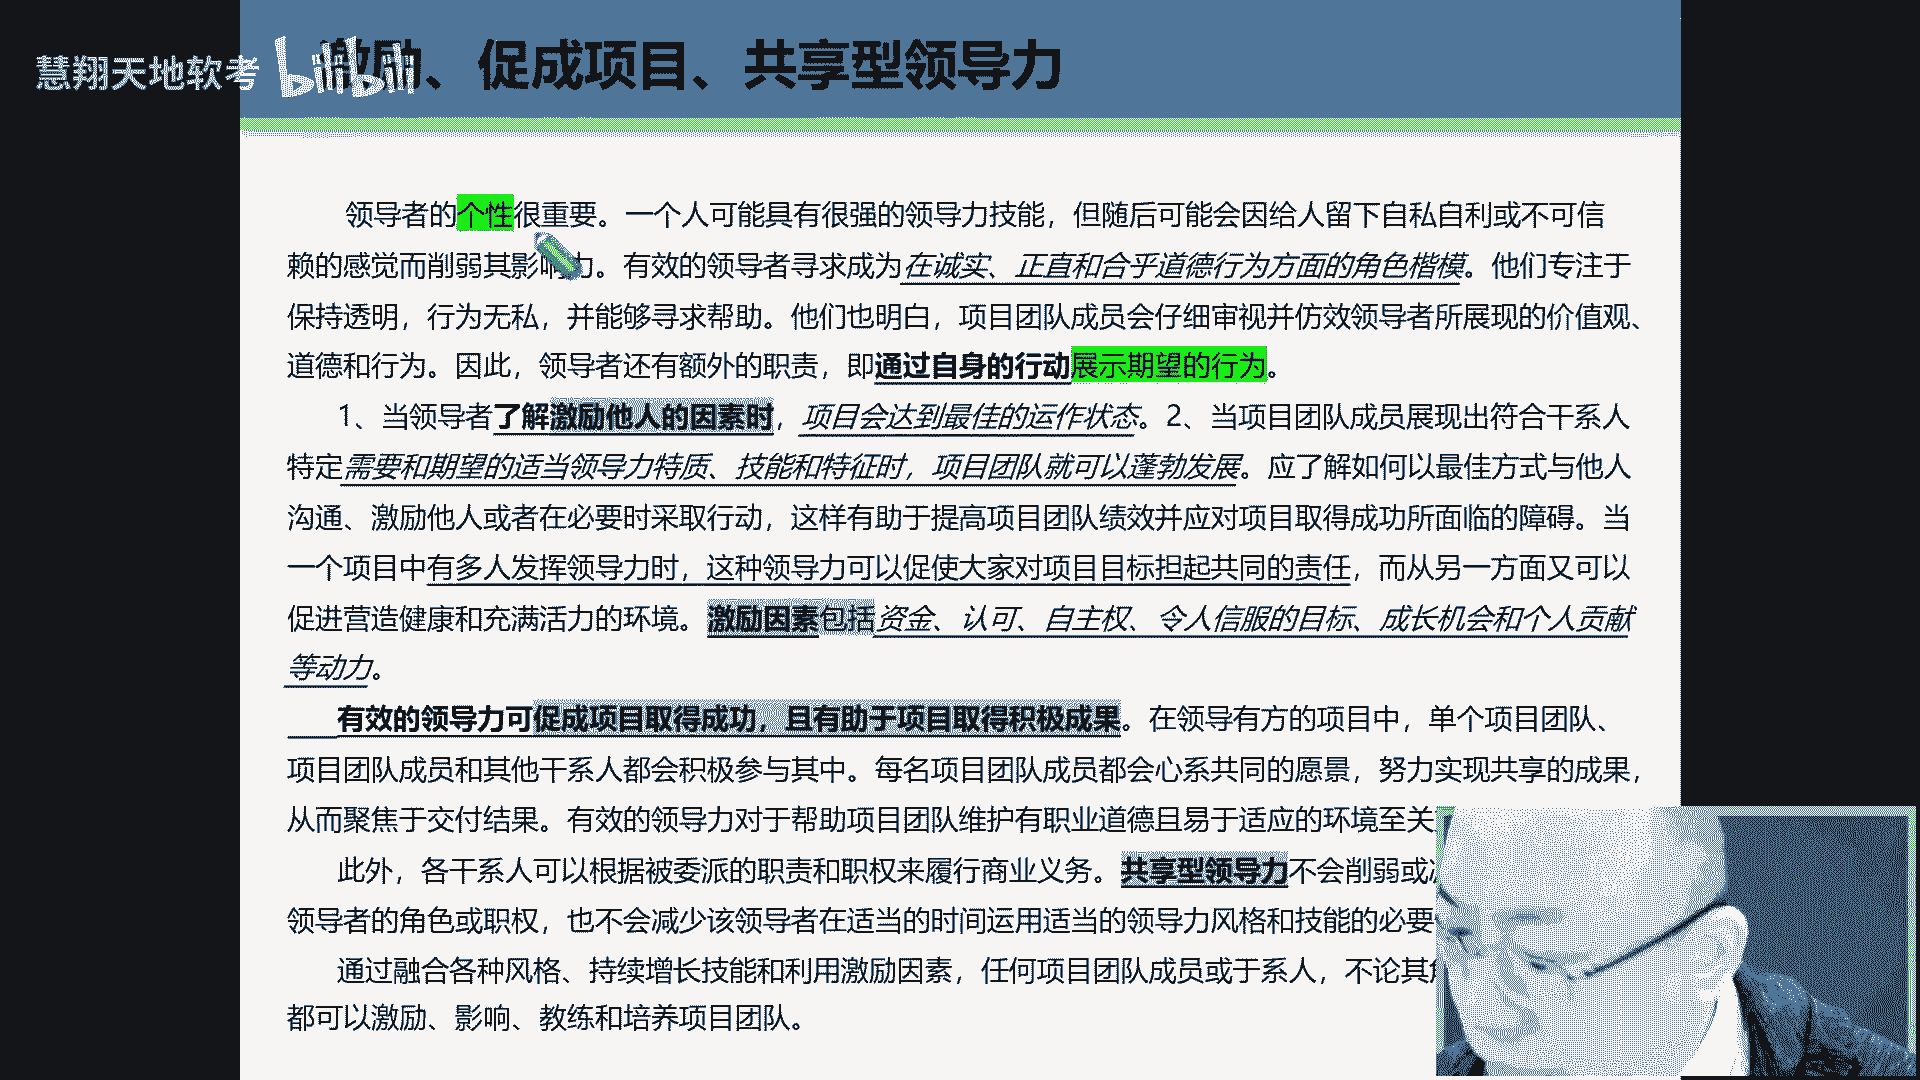 慧翔天地软考 bilibili
激励、促成项目、共享型领导力
领导者的个性很重要。一个人可能具有很强的领导力技能，但随后可能会因给人留下自私自利或不可信
赖的感觉而削弱其影响力。有效的领导者寻求成为在诚实、正直和合乎道德行为方面的角色楷模。他们专注于
保持透明，行为无私，并能够寻求帮助。他们也明白，项目团队成员会仔细审视并仿效领导者所展现的价值观、
道德和行为。因此，领导者还有额外的职责，即通过自身的行动展示期望的行为。
1、当领导者了解激励他人的因素时，项目会达到最佳的运作状态。2、当项目团队成员展现出符合干系人
特定需要和期望的适当领导力特质、技能和特征时，项目团队就可以蓬勃发展。应了解如何以最佳方式与他人
沟通、激励他人或者在必要时采取行动，这样有助于提高项目团队绩效并应对项目取得成功所面临的障碍。当
一个项目中有多人发挥领导力时，这种领导力可以促使大家对项目目标担起共同的责任，而从另一方面又可以
促进营造健康和充满活力的环境。激励因素包括资金、认可、自主权、令人信服的目标、成长机会和个人贡献
等动力。
有效的领导力可促成项目取得成功，且有助于项目取得积极成果。在领导有方的项目中，单个项目团队、
项目团队成员和其他干系人都会积极参与其中。每名项目团队成员都会心系共同的愿景，努力实现共享的成果，
从而聚焦于交付结果。有效的领导力对于帮助项目团队维护有职业道德且易于适应的环境至关
此外，各干系人可以根据被委派的职责和职权来履行商业义务。共享型领导力不会削弱或
领导者的角色或职权，也不会减少该领导者在适当的时间运用适当的领导力风格和技能的必要
通过融合各种风格、持续增长技能和利用激励因素，任何项目团队成员或于系人，不论其
都可以激励、影响、教练和培养项目团队。